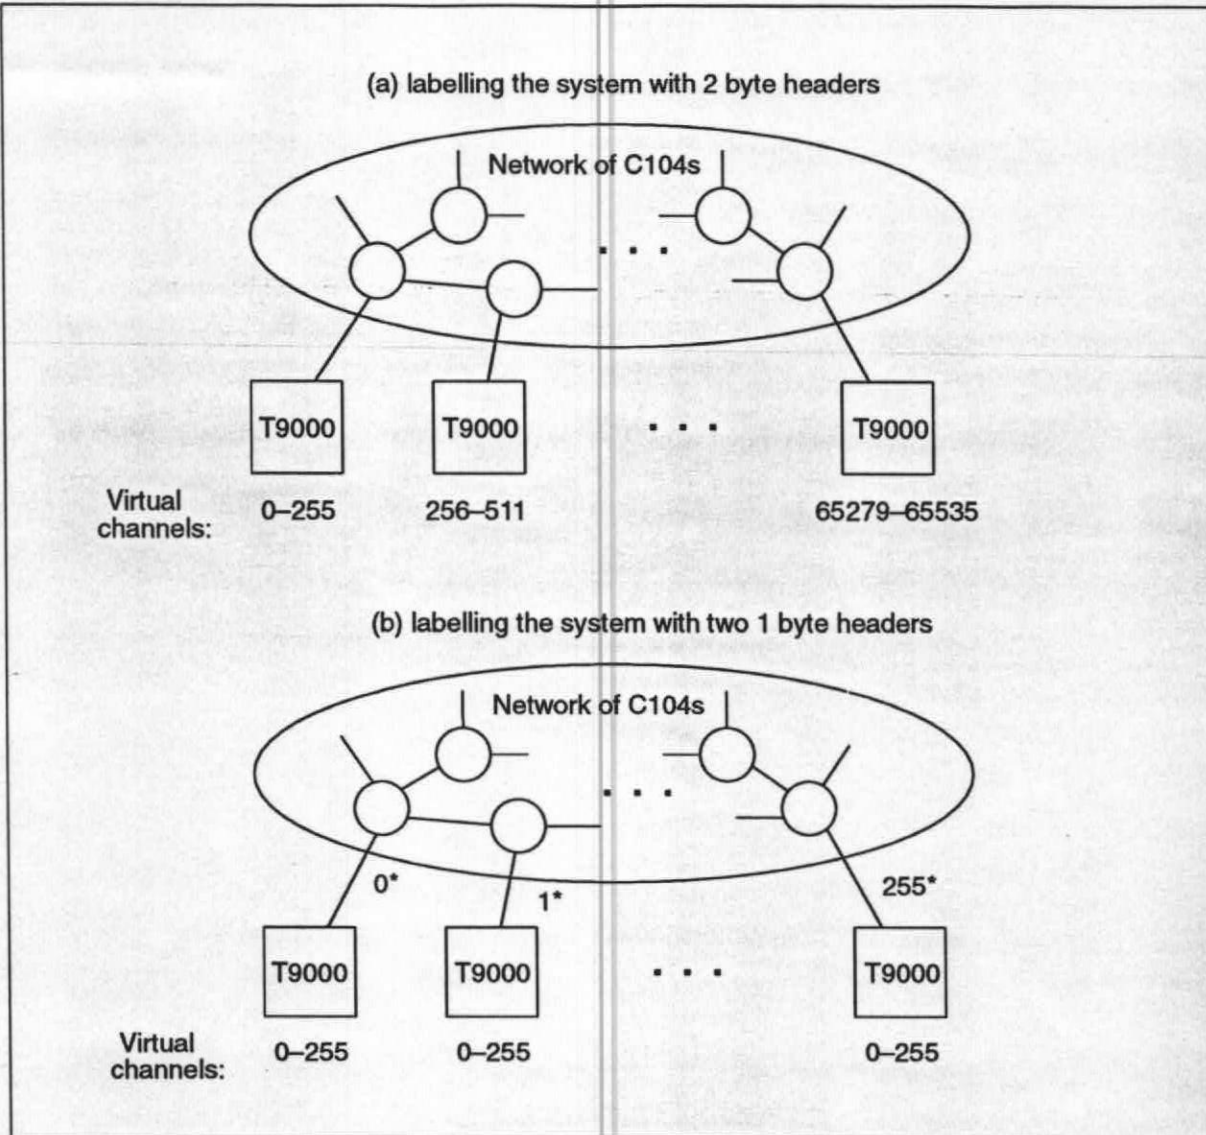 (a) labelling the system with 2 byte headers
Network of C104s
. . .
T9000 T9000 . . . T9000
Virtual channels: 0–255 256–511 65279–65535
(b) labelling the system with two 1 byte headers
Network of C104s
. . .
0* 1* 255*
T9000 T9000 . . . T9000
Virtual channels: 0–255 0–255 0–255